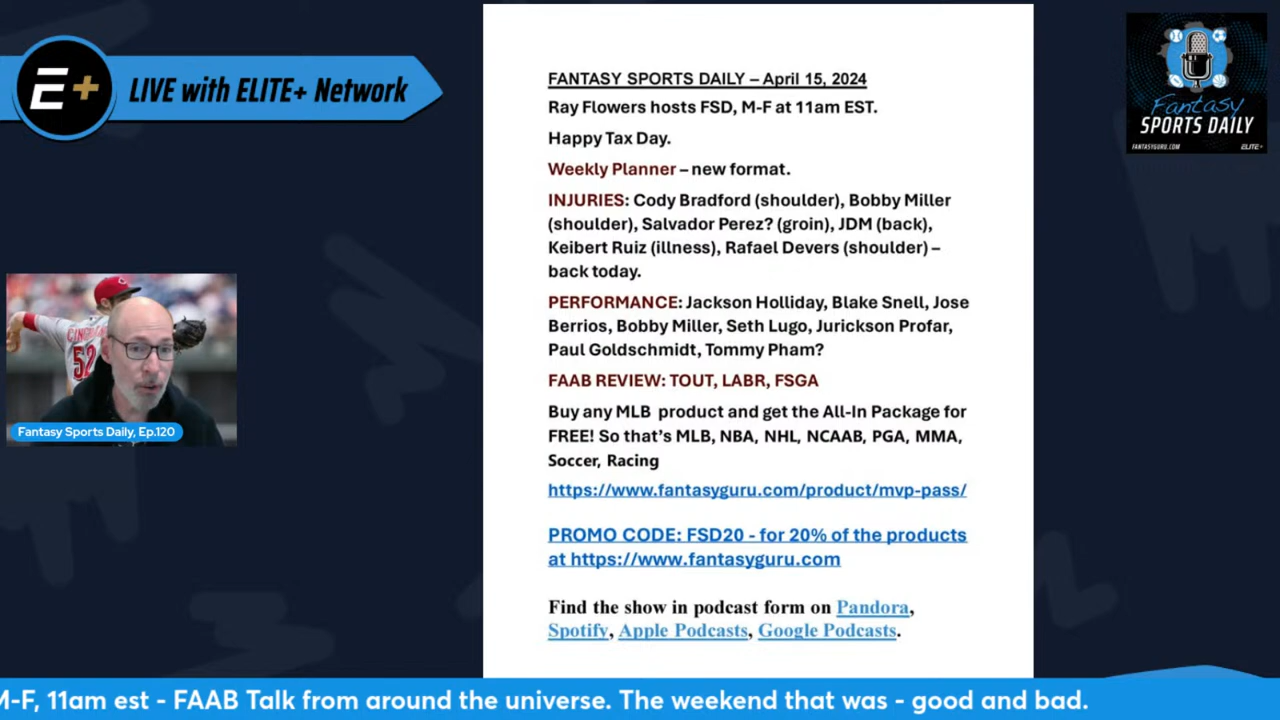 E+
LIVE with ELITE+ Network
FANTASY SPORTS DAILY – April 15, 2024
Ray Flowers hosts FSD, M-F at 11am EST.
Happy Tax Day.
Weekly Planner – new format.
INJURIES: Cody Bradford (shoulder), Bobby Miller
(shoulder), Salvador Perez? (groin), JDM (back),
Keibert Ruiz (illness), Rafael Devers (shoulder) –
back today.
PERFORMANCE: Jackson Holliday, Blake Snell, Jose
Berrios, Bobby Miller, Seth Lugo, Jurickson Profar,
Paul Goldschmidt, Tommy Pham?
FAAB REVIEW: TOUT, LABR, FSGA
Buy any MLB product and get the All-In Package for
FREE! So that’s MLB, NBA, NHL, NCAAB, PGA, MMA,
Soccer, Racing
https://www.fantasyguru.com/product/mvp-pass/
PROMO CODE: FSD20 - for 20% of the products
at https://www.fantasyguru.com
Find the show in podcast form on Pandora,
Spotify, Apple Podcasts, Google Podcasts.
Fantasy
SPORTS DAILY
FANTASYGURU.COM ELITE+
CINCINN
52
Fantasy Sports Daily, Ep.120
M-F, 11am est - FAAB Talk from around the universe. The weekend that was - good and bad.